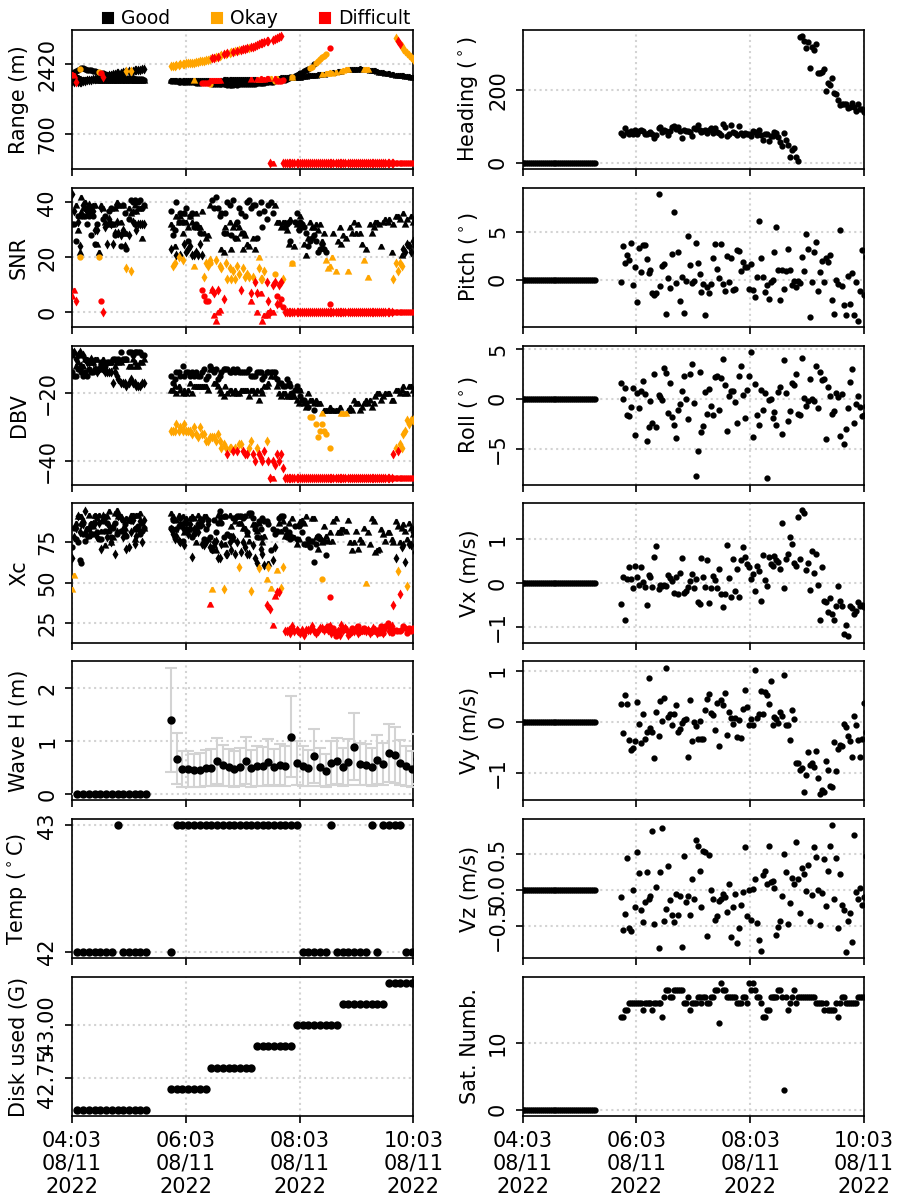 Good Okay Difficult
Range (m)
2420
700
Heading (°)
200
0
SNR
40
20
0
Pitch (°)
5
0
DBV
−20
−40
Roll (°)
5
0
−5
Xc
75
50
25
Vx (m/s)
1
0
−1
Wave H (m)
2
1
0
Vy (m/s)
1
0
−1
Temp (°C)
43
42
Vz (m/s)
0.5
0.0
−0.5
Disk used (G)
43.00
42.75
Sat. Numb.
10
0
04:03 06:03 08:03 10:03 04:03 06:03 08:03 10:03
08/11 08/11 08/11 08/11 08/11 08/11 08/11 08/11
2022 2022 2022 2022 2022 2022 2022 2022